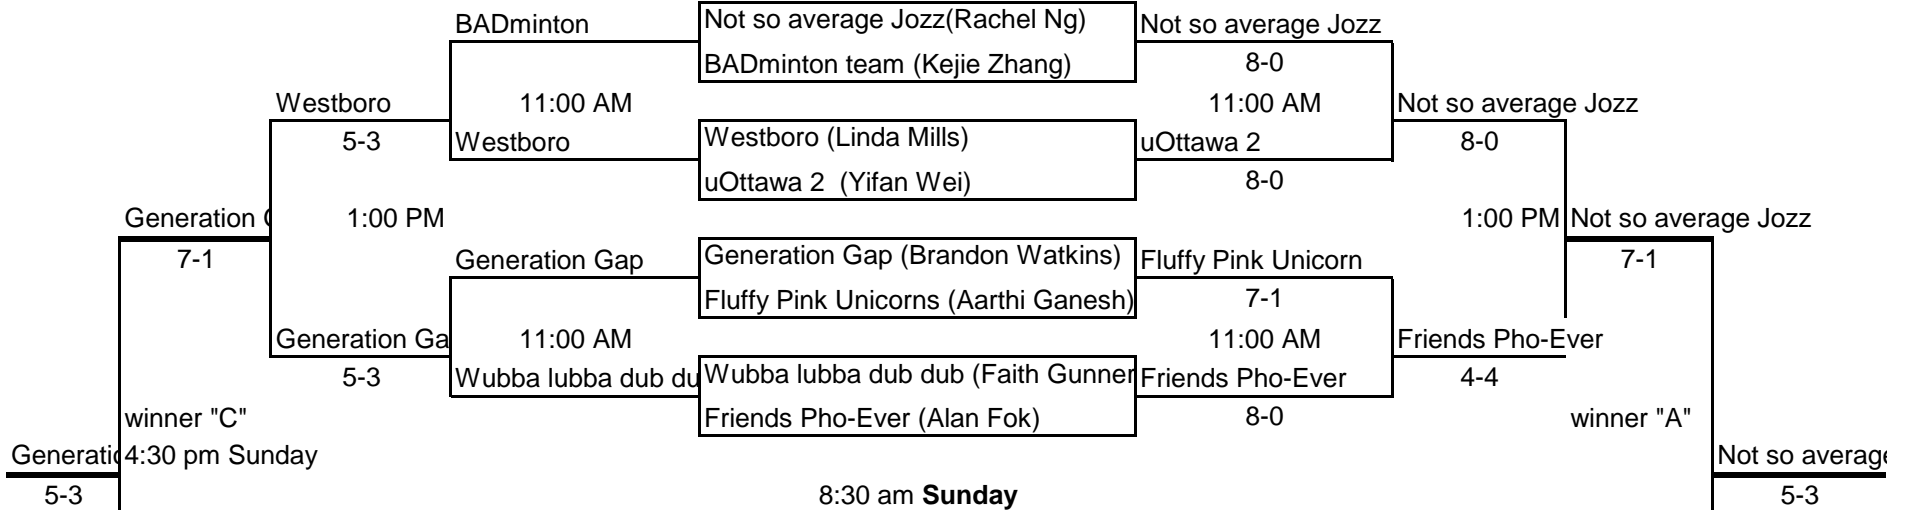 BADminton
Not so average Jozz(Rachel Ng)
Not so average Jozz
BADminton team (Kejie Zhang)
8-0
Westboro
11:00 AM
11:00 AM
Not so average Jozz
5-3
Westboro
Westboro (Linda Mills)
uOttawa 2
8-0
uOttawa 2 (Yifan Wei)
8-0
Generation
1:00 PM
1:00 PM
Not so average Jozz
7-1
Generation Gap
Generation Gap (Brandon Watkins)
Fluffy Pink Unicorn
7-1
Fluffy Pink Unicorns (Aarthi Ganesh)
7-1
Generation Ga
11:00 AM
11:00 AM
Friends Pho-Ever
5-3
Wubba lubba dub du
Wubba lubba dub dub (Faith Gunner
Friends Pho-Ever
4-4
winner "C"
Friends Pho-Ever (Alan Fok)
8-0
winner "A"
Generatio
4:30 pm Sunday
Not so average
5-3
8:30 am Sunday
5-3